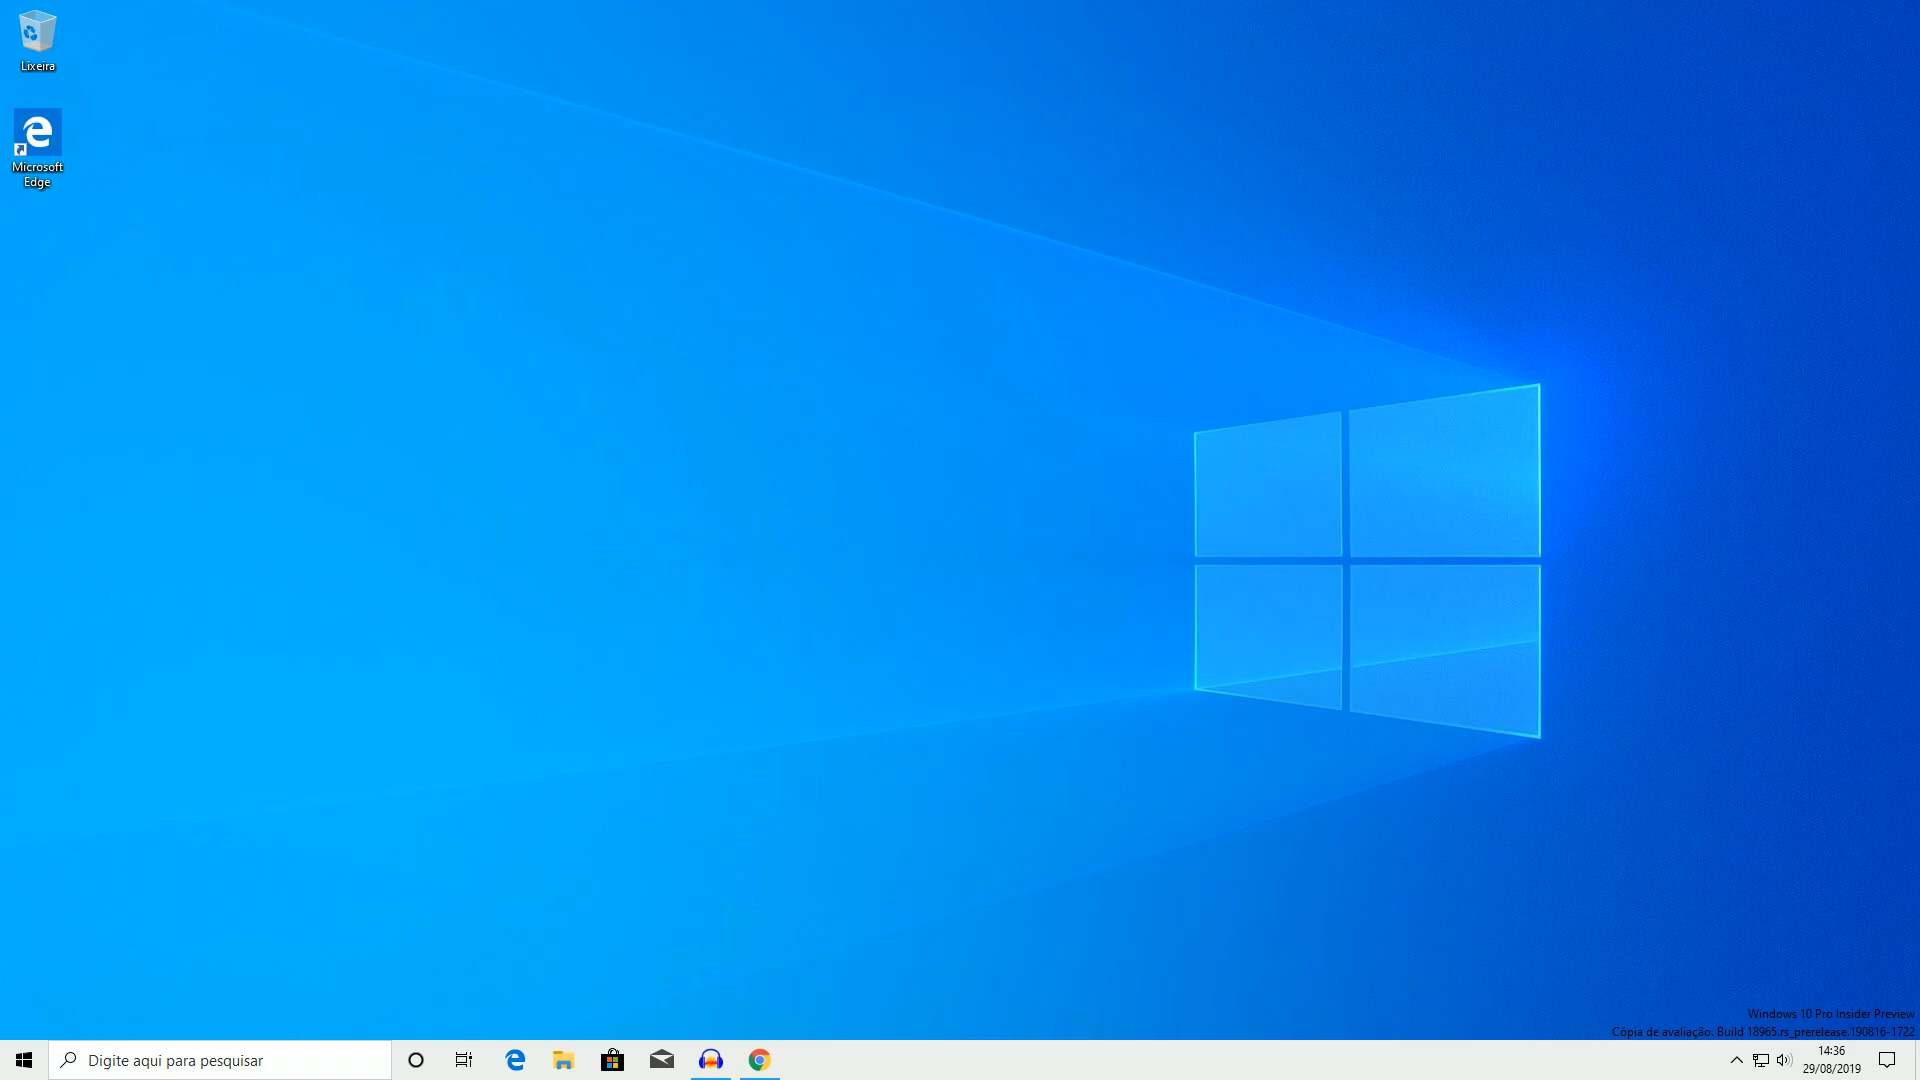 Lixeira
Microsoft
Edge
Windows 10 Pro Insider Preview
Cópia de avaliação. Build 18965.rs_prerelease.190816-1722
Digite aqui para pesquisar
14:36
29/08/2019